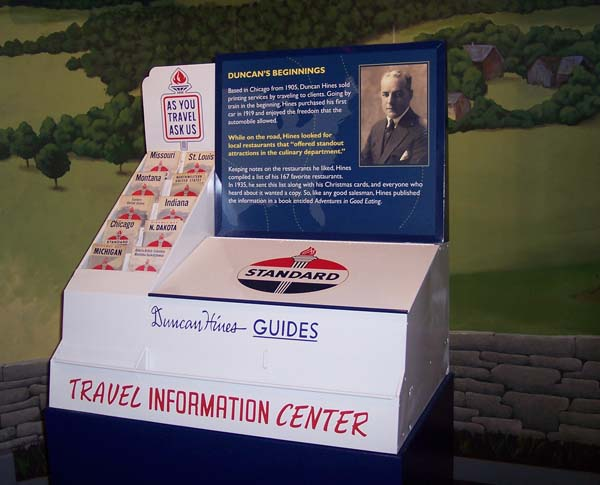 DUNCAN'S BEGINNINGS
Based in Chicago from 1905, Duncan Hines sold
printing services by traveling to clients. Going by
train in the beginning, Hines purchased his first
car in 1919 and enjoyed the freedom that the
automobile allowed.
While on the road, Hines looked for
local restaurants that "offered standout
attractions in the culinary department."
Keeping notes on the restaurants he liked, Hines
compiled a list of his 167 favorite restaurants.
In 1935, he sent this list along with his Christmas cards, and everyone who
heard about it wanted a copy. So, like any good salesman, Hines published
the information in a book entitled Adventures in Good Eating.
AS YOU
TRAVEL
ASK US
Missouri
St. Louis
Montana
Indiana
Chicago
N. DAKOTA
MICHIGAN
STANDARD
Duncan Hines GUIDES
TRAVEL INFORMATION CENTER